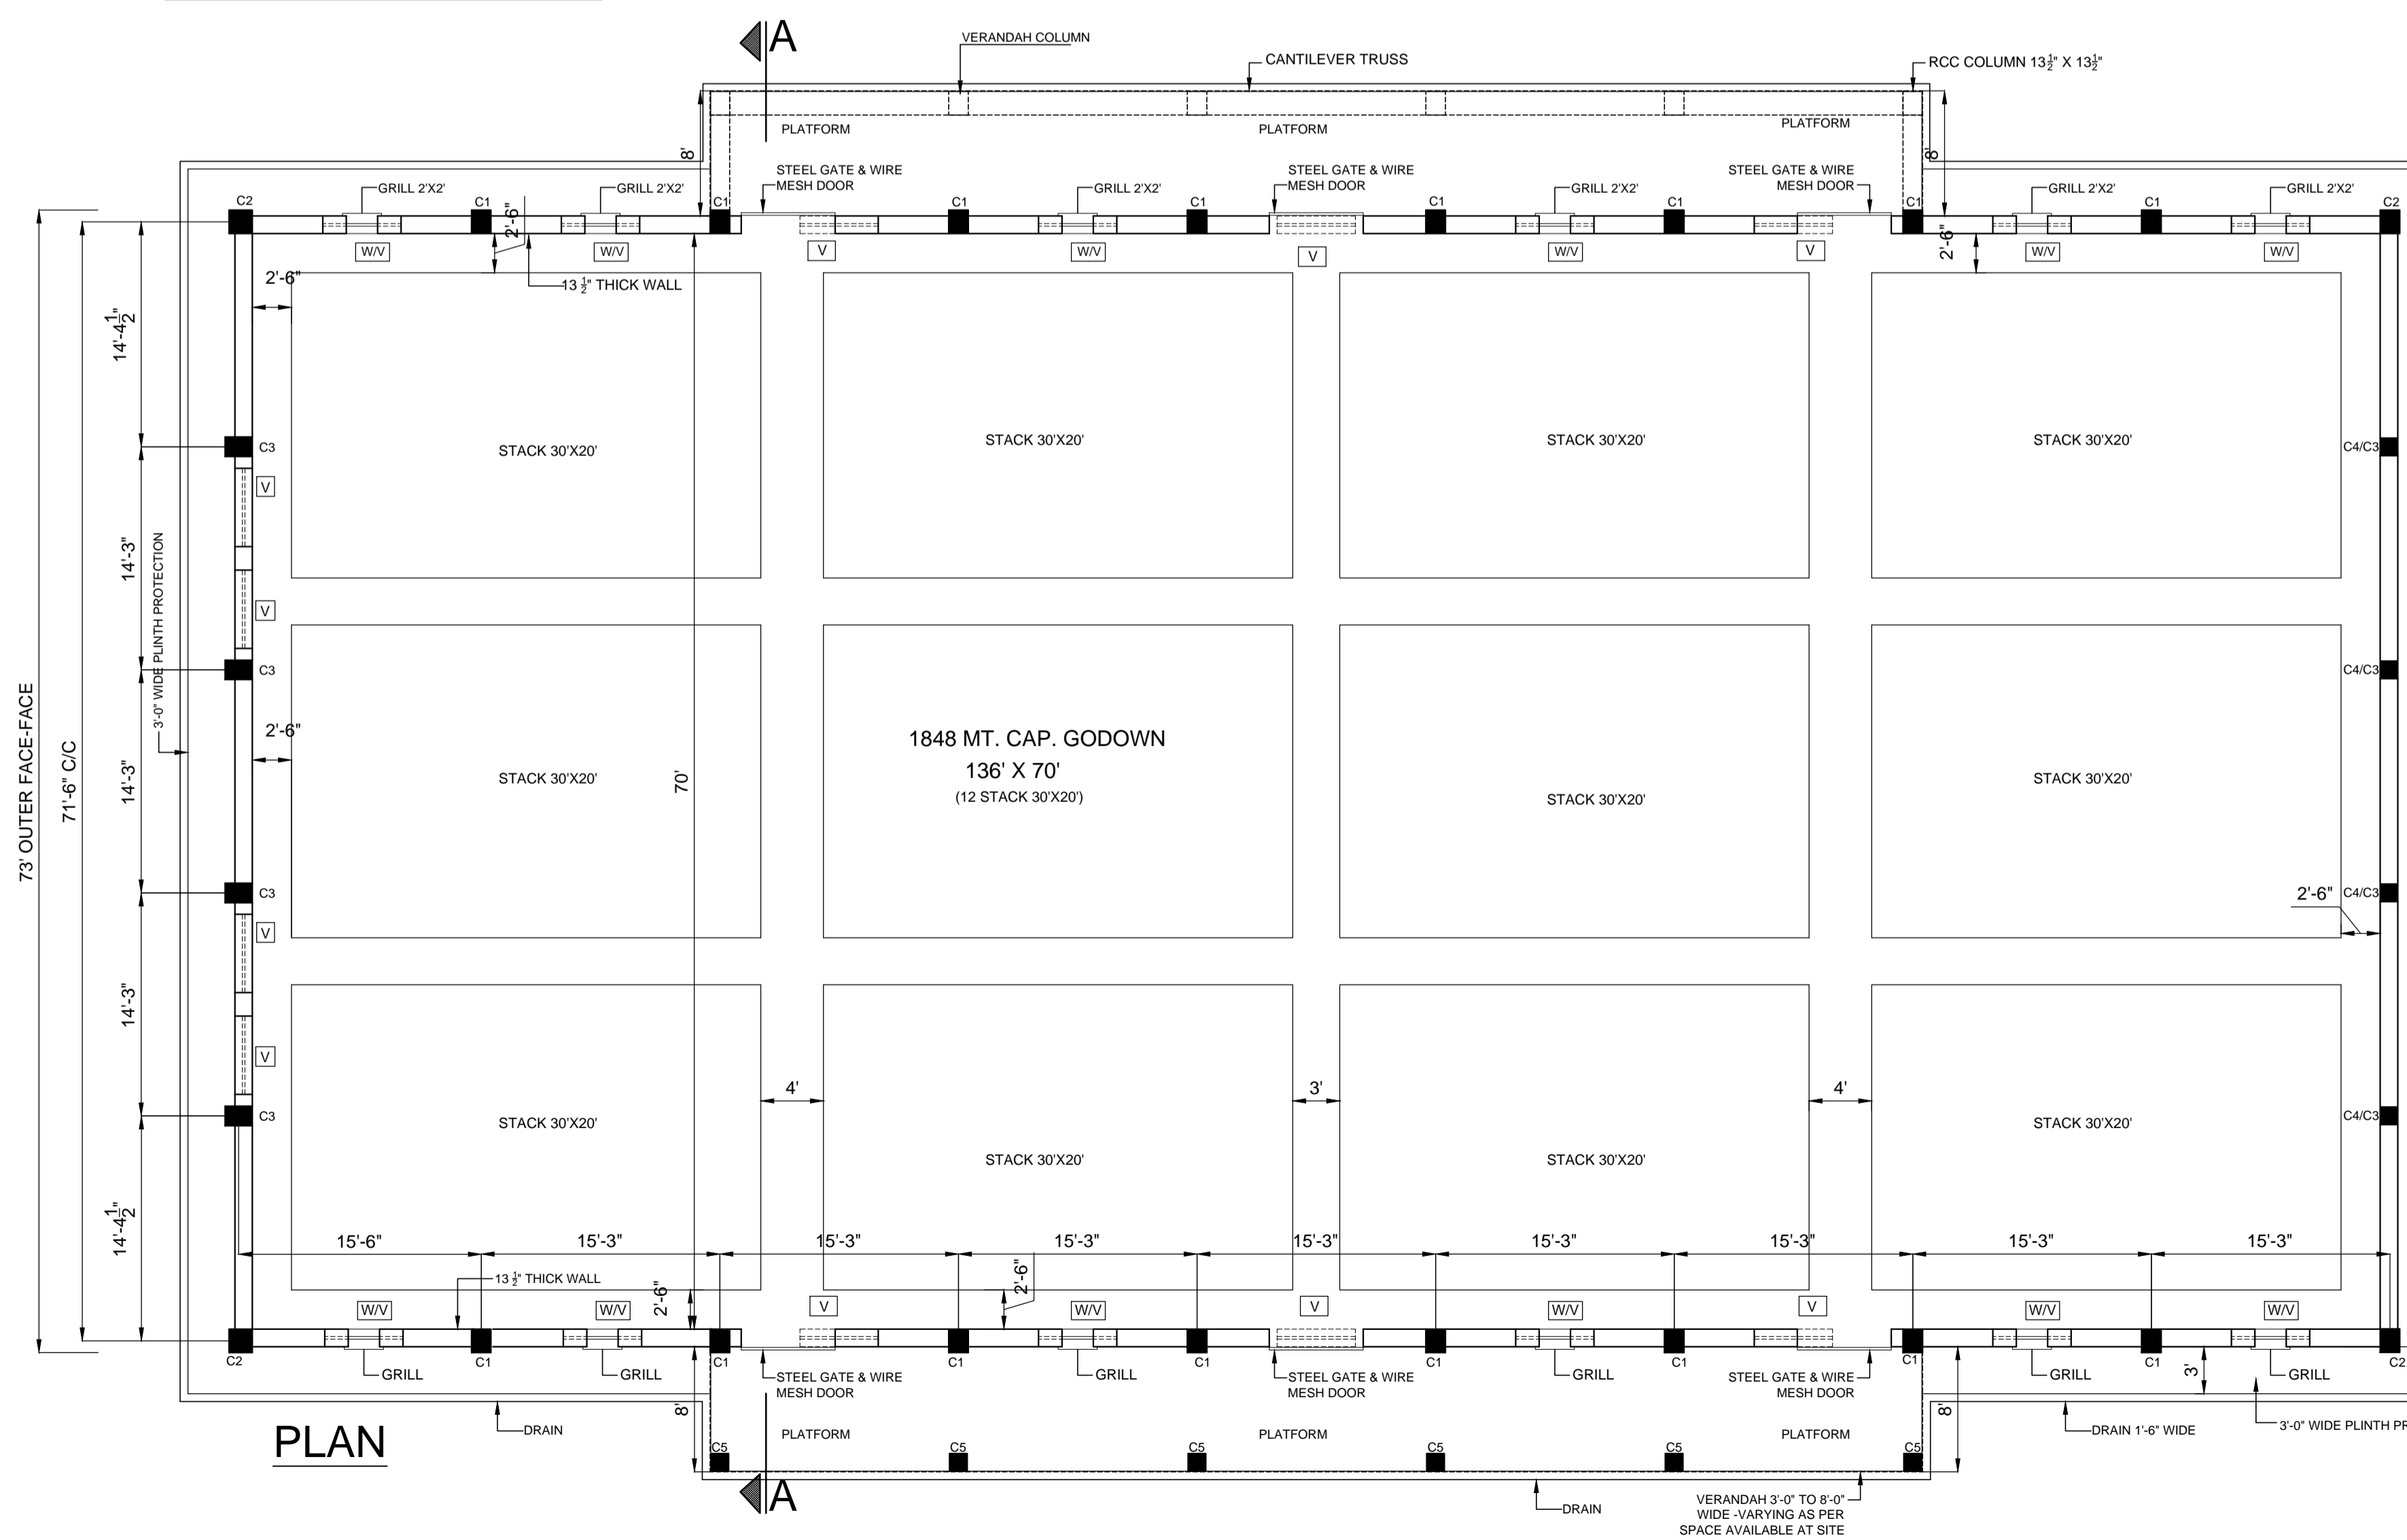 A
VERANDAH COLUMN
CANTILEVER TRUSS
RCC COLUMN 13½" X 13½"
PLATFORM
PLATFORM
PLATFORM
8'
8'
STEEL GATE & WIRE
MESH DOOR
STEEL GATE & WIRE
MESH DOOR
STEEL GATE & WIRE
MESH DOOR
GRILL 2'X2'
GRILL 2'X2'
GRILL 2'X2'
GRILL 2'X2'
GRILL 2'X2'
GRILL 2'X2'
C2
C1
C1
C1
C1
C1
C1
C1
C1
C2
2'-6"
2'-6"
W/V
W/V
V
W/V
V
W/V
V
W/V
W/V
2'-6"
13 ½" THICK WALL
14'-4½"
STACK 30'X20'
STACK 30'X20'
STACK 30'X20'
STACK 30'X20'
C3
C4/C3
V
14'-3"
3'-0" WIDE PLINTH PROTECTION
V
C3
C4/C3
73' OUTER FACE-FACE
71'-6" C/C
2'-6"
14'-3"
STACK 30'X20'
70'
1848 MT. CAP. GODOWN
136' X 70'
(12 STACK 30'X20')
STACK 30'X20'
STACK 30'X20'
C3
2'-6"
C4/C3
V
14'-3"
V
4'
3'
4'
C3
C4/C3
STACK 30'X20'
STACK 30'X20'
STACK 30'X20'
STACK 30'X20'
14'-4½"
15'-6"
15'-3"
15'-3"
15'-3"
15'-3"
15'-3"
15'-3"
15'-3"
15'-3"
13 ½" THICK WALL
2'-6"
2'-6"
W/V
W/V
V
W/V
V
W/V
V
W/V
W/V
C2
C1
C1
C1
C1
C1
C1
C1
C1
C2
GRILL
GRILL
STEEL GATE & WIRE
MESH DOOR
GRILL
STEEL GATE & WIRE
MESH DOOR
GRILL
STEEL GATE & WIRE
MESH DOOR
GRILL
GRILL
3'
8'
8'
PLAN
DRAIN
PLATFORM
PLATFORM
PLATFORM
DRAIN 1'-6" WIDE
3'-0" WIDE PLINTH
C5
C5
C5
C5
C5
C5
A
DRAIN
VERANDAH 3'-0" TO 8'-0"
WIDE -VARYING AS PER
SPACE AVAILABLE AT SITE